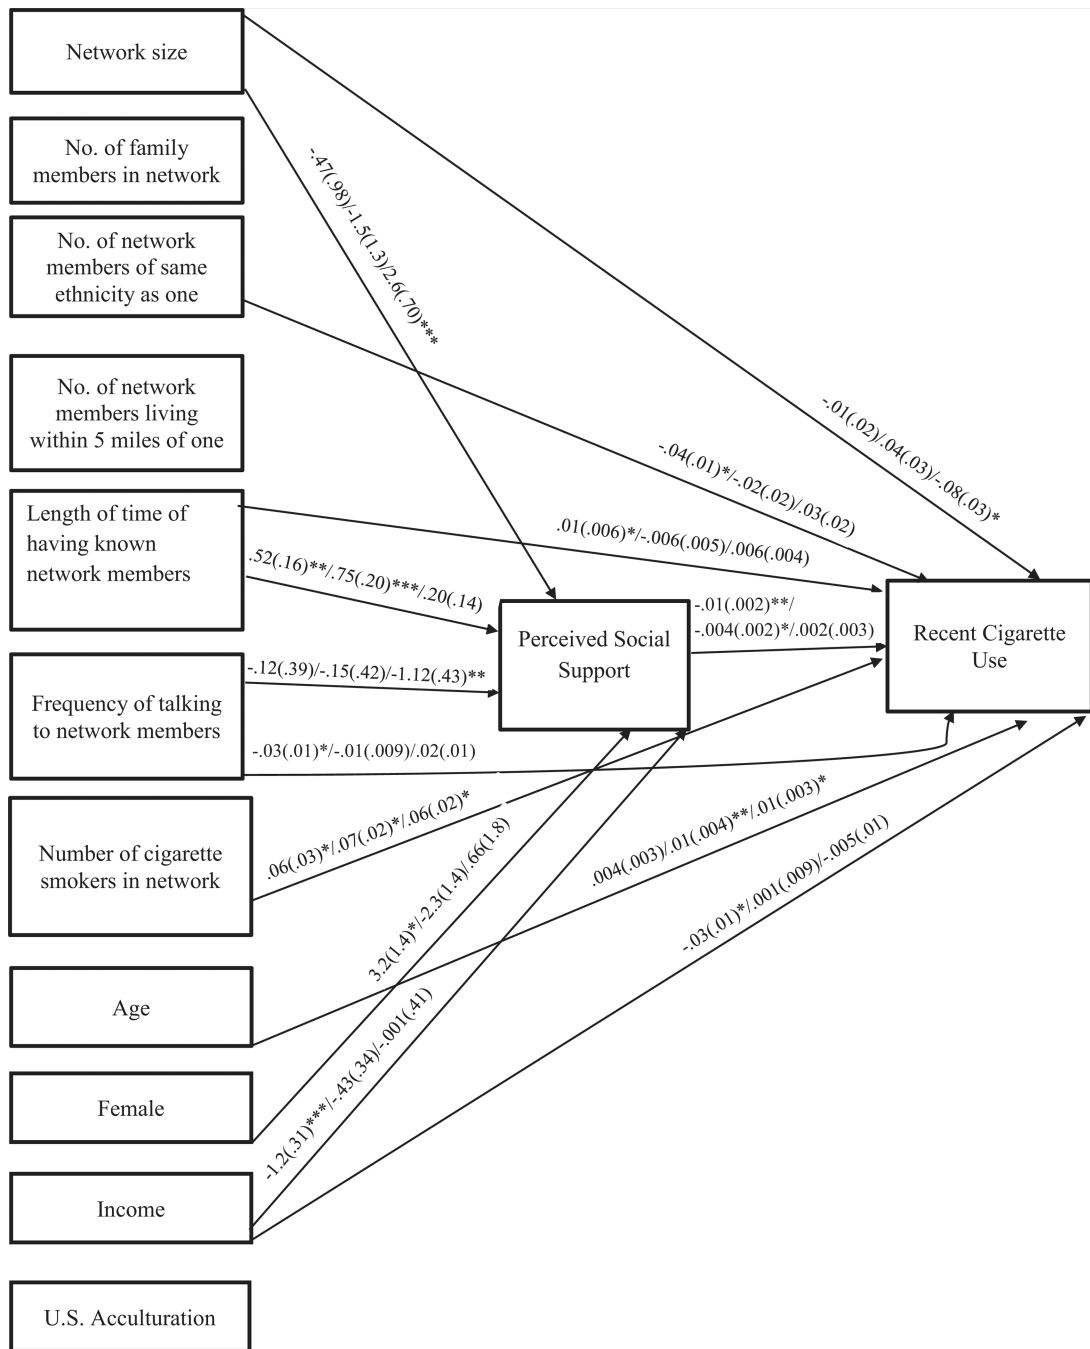 Network size
No. of family
members in network
No. of network
members of same
ethnicity as one
No. of network
members living
within 5 miles of one
Length of time of
having known
network members
Frequency of talking
to network members
Number of cigarette
smokers in network
Age
Female
Income
U.S. Acculturation
-.47(.98)/-1.5(1.3)/2.6(.70)***
-.01(.02)/.04(.03)/-.08(.03)*
-.04(.01)*/-.02(.02)/.03(.02)
.01(.006)*/-.006(.005)/.006(.004)
.52(.16)**/.75(.20)***/.20(.14)
-.12(.39)/-.15(.42)/-1.12(.43)**
-.03(.01)*/-.01(.009)/.02(.01)
.06(.03)*/.07(.02)*/.06(.02)*
3.2(1.4)*/-2.3(1.4)/.66(1.8)
-1.2(.31)***/-.43(.34)/-.001(.41)
.004(.003)/.01(.004)**/.01(.003)*
-.03(.01)*/.001(.009)/-.005(.01)
Perceived Social
Support
-.01(.002)**/
-.004(.002)*/.002(.003)
Recent Cigarette
Use